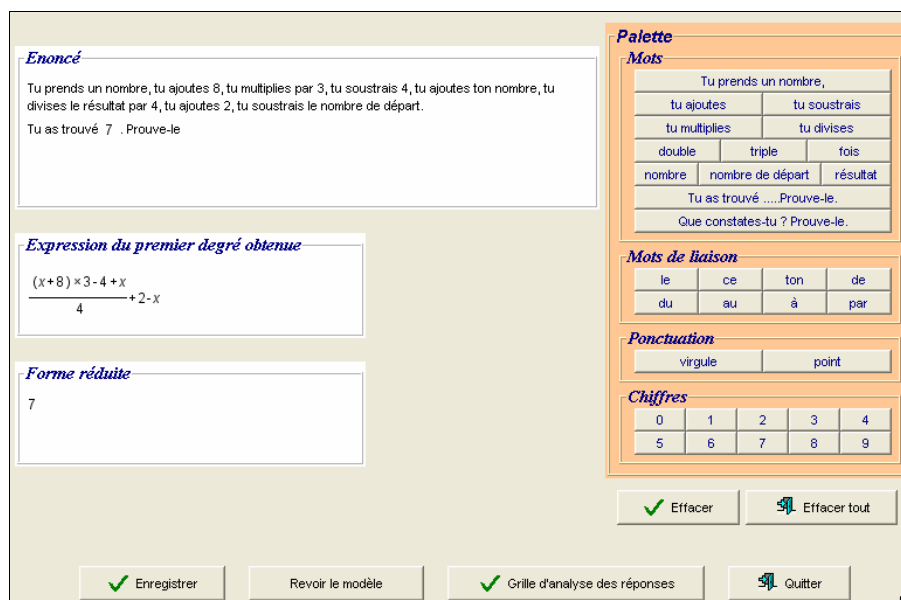 Enoncé
Tu prends un nombre, tu ajoutes 8, tu multiplies par 3, tu soustrais 4, tu ajoutes ton nombre, tu
divises le résultat par 4, tu ajoutes 2, tu soustrais le nombre de départ.
Tu as trouvé 7 . Prouve-le
Expression du premier degré obtenue
(x+8)×3-4+x
4
+2-x
Forme réduite
7
Palette
Mots
Tu prends un nombre,
tu ajoutes tu soustrais
tu multiplies tu divises
double triple fois
nombre nombre de départ résultat
Tu as trouvé .....Prouve-le.
Que constates-tu ? Prouve-le.
Mots de liaison
le ce ton de
du au à par
Ponctuation
virgule point
Chiffres
0 1 2 3 4
5 6 7 8 9
Effacer Effacer tout
Enregistrer Revoir le modèle Grille d'analyse des réponses Quitter